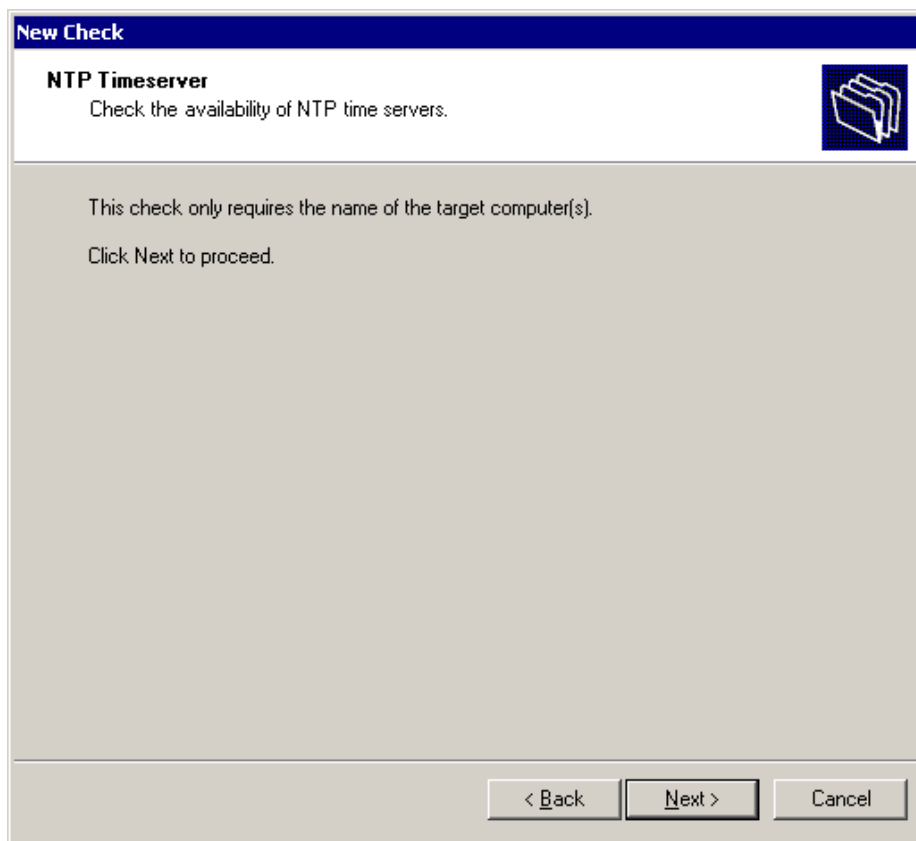 New Check
NTP Timeserver
Check the availability of NTP time servers.
This check only requires the name of the target computer(s).
Click Next to proceed.
< Back Next > Cancel